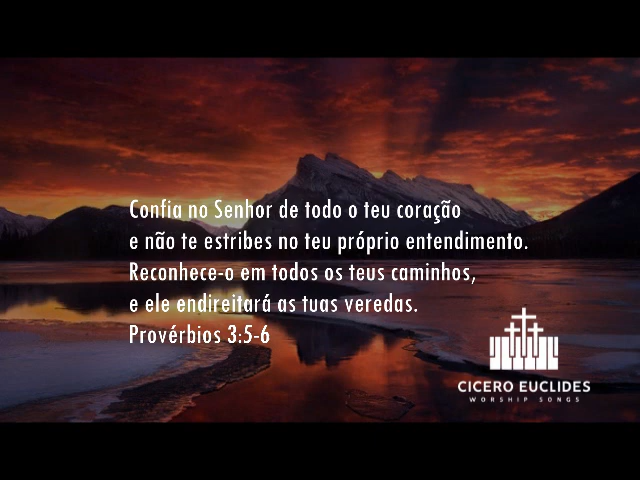 Confia no Senhor de todo o teu coração
e não te estribes no teu próprio entendimento.
Reconhece-o em todos os teus caminhos,
e ele endireitará as tuas veredas.
Provérbios 3:5-6
CICERO EUCLIDES
WORSHIP SONGS